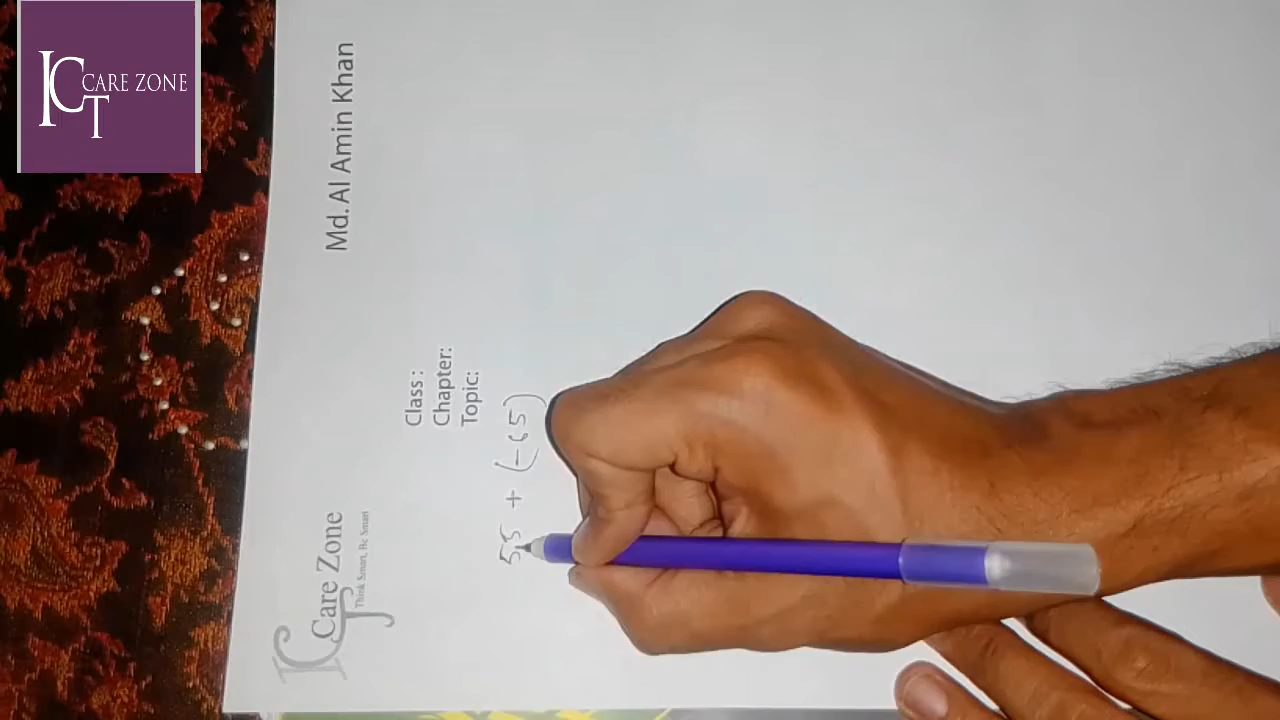 ICT CARE ZONE
ICT Care Zone
Think Smart, Be Smart
Md. Al Amin Khan
Class :
Chapter:
Topic:
55 + (-65)